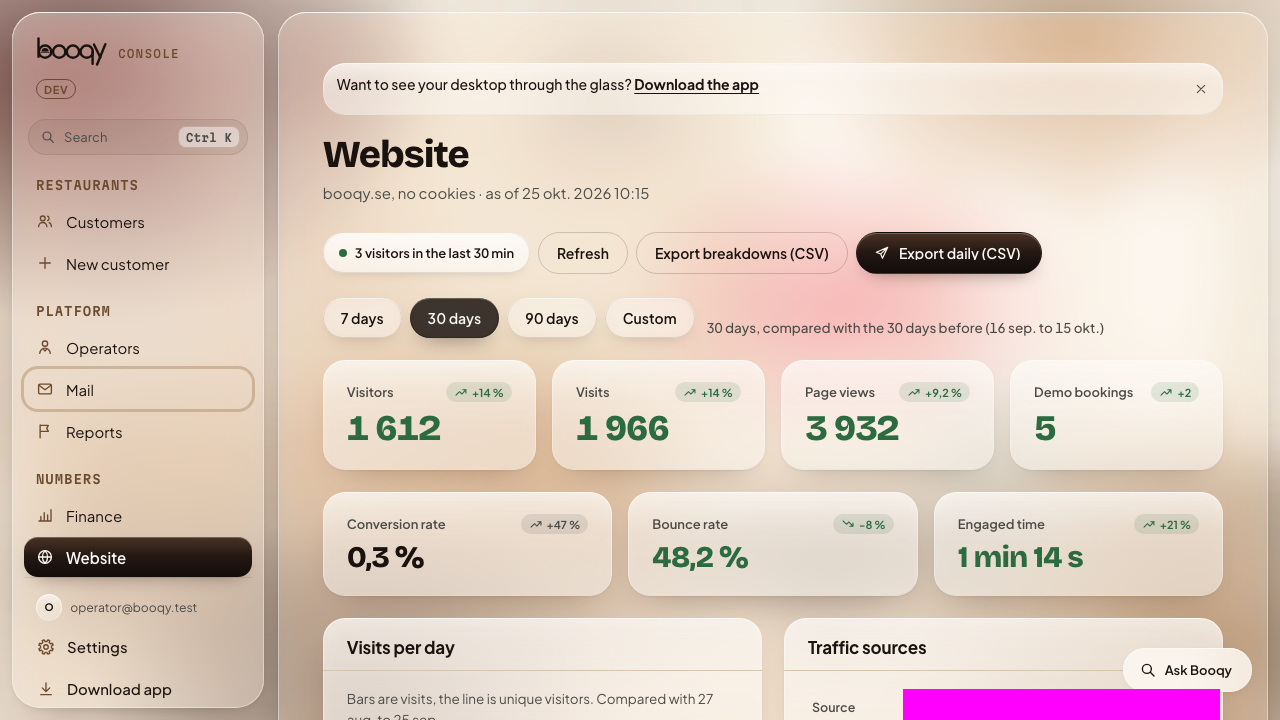 booqy CONSOLE
DEV
Search Ctrl K
RESTAURANTS
Customers
New customer
PLATFORM
Operators
Mail
Reports
NUMBERS
Finance
Website
O operator@booqy.test
Settings
Download app
Want to see your desktop through the glass? Download the app
Website
booqy.se, no cookies · as of 25 okt. 2026 10:15
3 visitors in the last 30 min Refresh Export breakdowns (CSV) Export daily (CSV)
7 days 30 days 90 days Custom 30 days, compared with the 30 days before (16 sep. to 15 okt.)
Visitors +14 % Visits +14 % Page views +9,2 % Demo bookings +2
1 612 1 966 3 932 5
Conversion rate +47 % Bounce rate -8 % Engaged time +21 %
0,3 % 48,2 % 1 min 14 s
Visits per day Traffic sources
Ask Booqy
Bars are visits, the line is unique visitors. Compared with 27
aug. to 25 sep.
Source